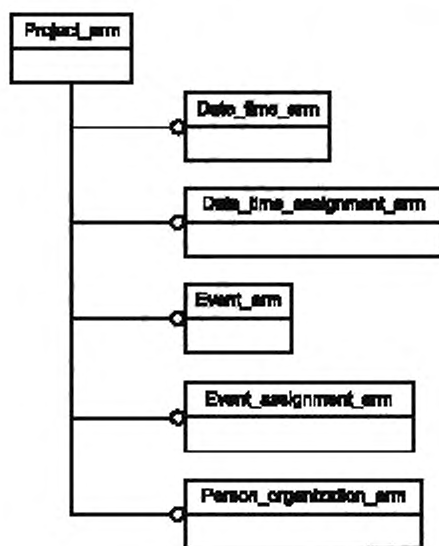 Project_arm
Date_time_arm
Date_time_assignment_arm
Event_arm
Event_assignment_arm
Person_organization_arm